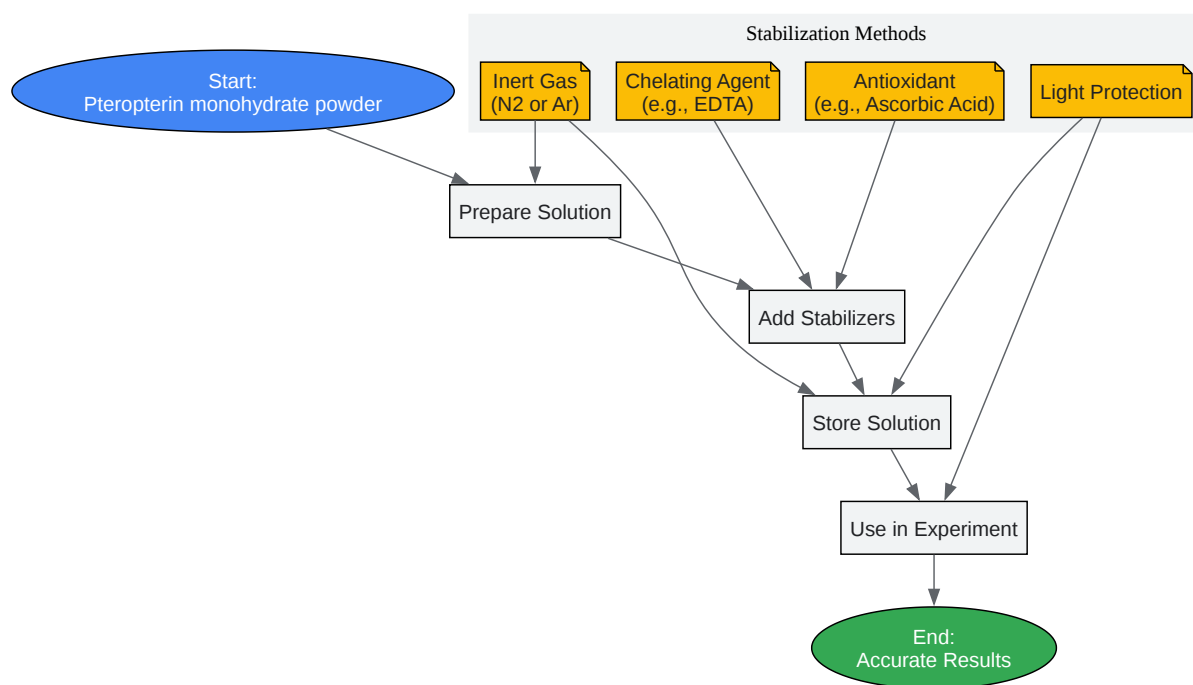 Stabilization Methods
Start:
Pteropterin monohydrate powder
Inert Gas
(N2 or Ar)
Chelating Agent
(e.g., EDTA)
Antioxidant
(e.g., Ascorbic Acid)
Light Protection
Prepare Solution
Add Stabilizers
Store Solution
Use in Experiment
End:
Accurate Results